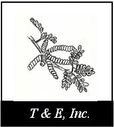 T & E, Inc.